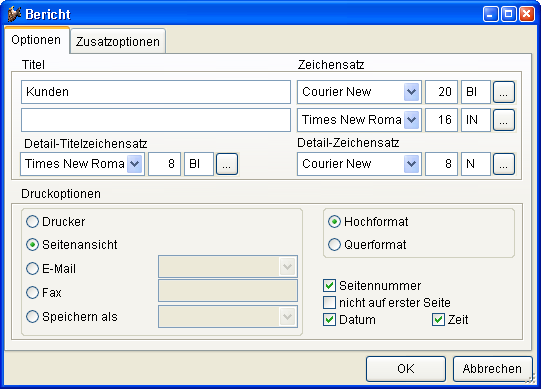 Bericht
Optionen Zusatzoptionen
Titel Zeichensatz
Kunden Courier New 20 BI ...
Times New Roma 16 IN ...
Detail-Titelzeichensatz Detail-Zeichensatz
Times New Roma 8 BI ... Courier New 8 N ...
Druckoptionen
Drucker Hochformat
Seitenansicht Querformat
E-Mail
Fax Seitennummer
nicht auf erster Seite
Speichern als Datum Zeit
OK Abbrechen